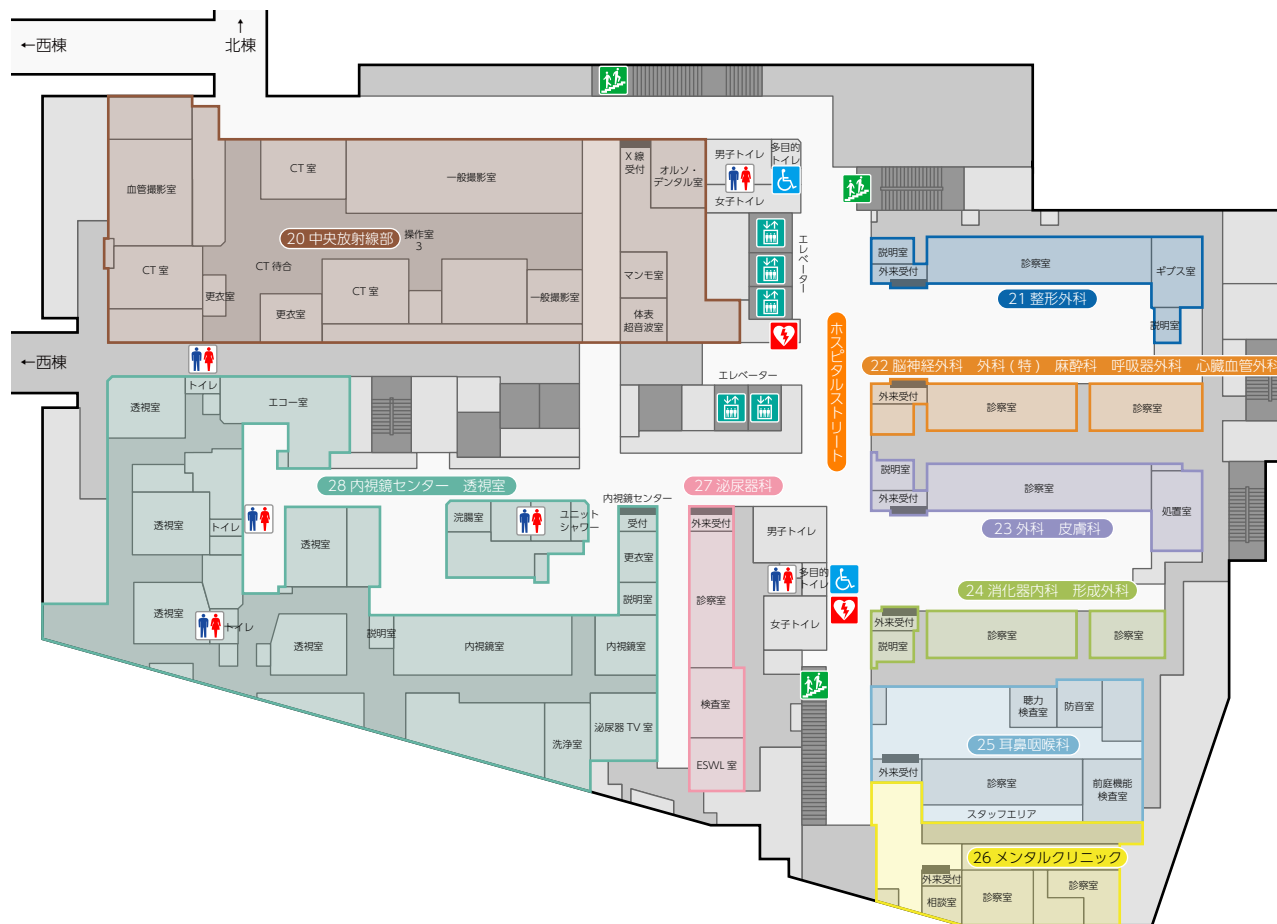 ↑
北棟
←西棟
男子トイレ
多目的
トイレ
女子トイレ
X 線
受付
オルソ・
デンタル室
CT 室
一般撮影室
血管撮影室
20 中央放射線部
操作室
3
CT 待合
CT 室
更衣室
更衣室
CT 室
一般撮影室
マンモ室
体表
超音波室
エレベーター
説明室
外来受付
診察室
ギプス室
21 整形外科
説明室
ホスピタルストリート
←西棟
22 脳神経外科　外科 ( 特 )　麻酔科　呼吸器外科　心臓血管外科
外来受付
診察室
診察室
エレベーター
トイレ
透視室
エコー室
説明室
外来受付
診察室
処置室
23 外科　皮膚科
28 内視鏡センター　透視室
27 泌尿器科
内視鏡センター
受付
浣腸室
ユニット
シャワー
透視室
トイレ
透視室
更衣室
説明室
外来受付
診察室
男子トイレ
多目的
トイレ
女子トイレ
24 消化器内科　形成外科
外来受付
説明室
診察室
診察室
透視室
トイレ
透視室
説明室
内視鏡室
内視鏡室
検査室
ESWL 室
洗浄室
泌尿器 TV 室
聴力
検査室
防音室
25 耳鼻咽喉科
外来受付
診察室
前庭機能
検査室
スタッフエリア
26 メンタルクリニック
外来受付
相談室
診察室
診察室